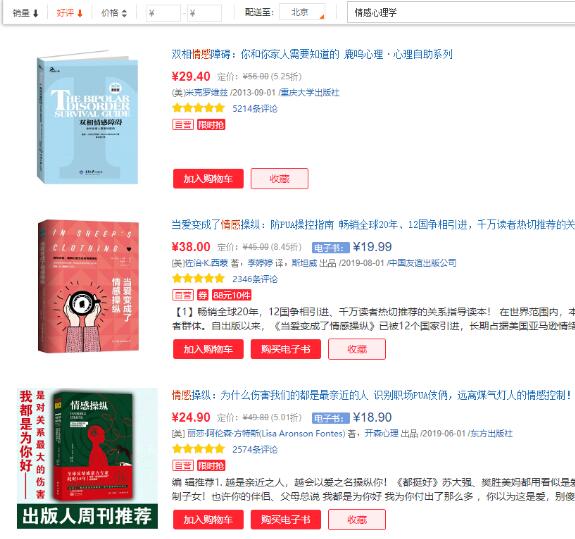 销量 好评 价格 ¥ - ¥ 配送至: 北京 情感心理学
THE BIPOLAR
DISORDER
SURVIVAL GUIDE
双相情感障碍
双相情感障碍：你和你家人需要知道的 鹿鸣心理·心理自助系列
¥29.40 定价：¥56.00 (5.25折)
(美)米克罗维兹 /2013-09-01 /重庆大学出版社
5214条评论
自营 限时抢
加入购物车 收藏
IN SHEEP'S
CLOTHING
当爱变成了
情感操纵
当爱变成了情感操纵：防PUA操控指南 畅销全球20年、12国争相引进，千万读者热切推荐的关
¥38.00 定价：¥45.00 (8.45折) 电子书：¥19.99
(美)佐治·K.西蒙 著，李婷婷 译，斯坦威 出品 /2019-08-01 /中国友谊出版公司
2346条评论
自营 券 88元10件
【1】畅销全球20年、12国争相引进、千万读者热切推荐的关系指导读本！ 在世界范围内，本
者群体。自出版以来，《当爱变成了情感操纵》已被12个国家引进，长期占据美国亚马逊情绪
加入购物车 购买电子书 收藏
是对关系最大的伤害
我都是为你好——
情感操纵
出版人周刊推荐
情感操纵：为什么伤害我们的都是最亲近的人 识别职场PUA伎俩，远离煤气灯人的情感控制！
¥24.90 定价：¥49.80 (5.01折) 电子书：¥18.90
(美] 丽莎·阿伦森·方特斯(Lisa Aronson Fontes) 著，开森心理 出品 /2019-06-01 /东方出版社
2574条评论
自营 限时抢
编 辑推荐1. 越是亲近之人，越会以爱之名操纵你！《都挺好》苏大强、樊胜美妈都用看似是爱
制子女！也许你的伴侣、父母总说 我都是为你好 我为你付出了那么多 ，你以为这是爱，别傻
加入购物车 购买电子书 收藏